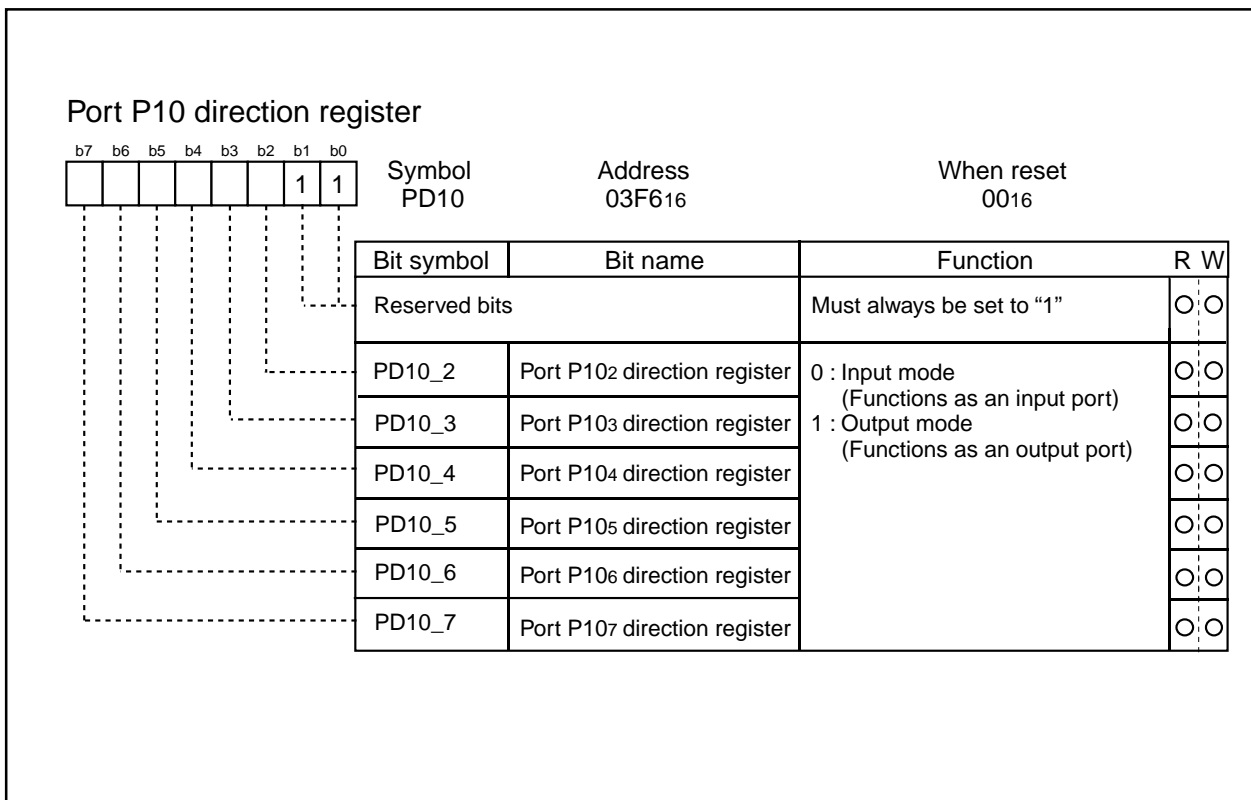 Port P10 direction register
b7 b6 b5 b4 b3 b2 b1 b0
1 1
Symbol Address When reset
PD10 03F616 0016
Bit symbol Bit name Function R W
Reserved bits Must always be set to “1”
PD10_2 Port P102 direction register 0 : Input mode
(Functions as an input port)
PD10_3 Port P103 direction register 1 : Output mode
(Functions as an output port)
PD10_4 Port P104 direction register
PD10_5 Port P105 direction register
PD10_6 Port P106 direction register
PD10_7 Port P107 direction register